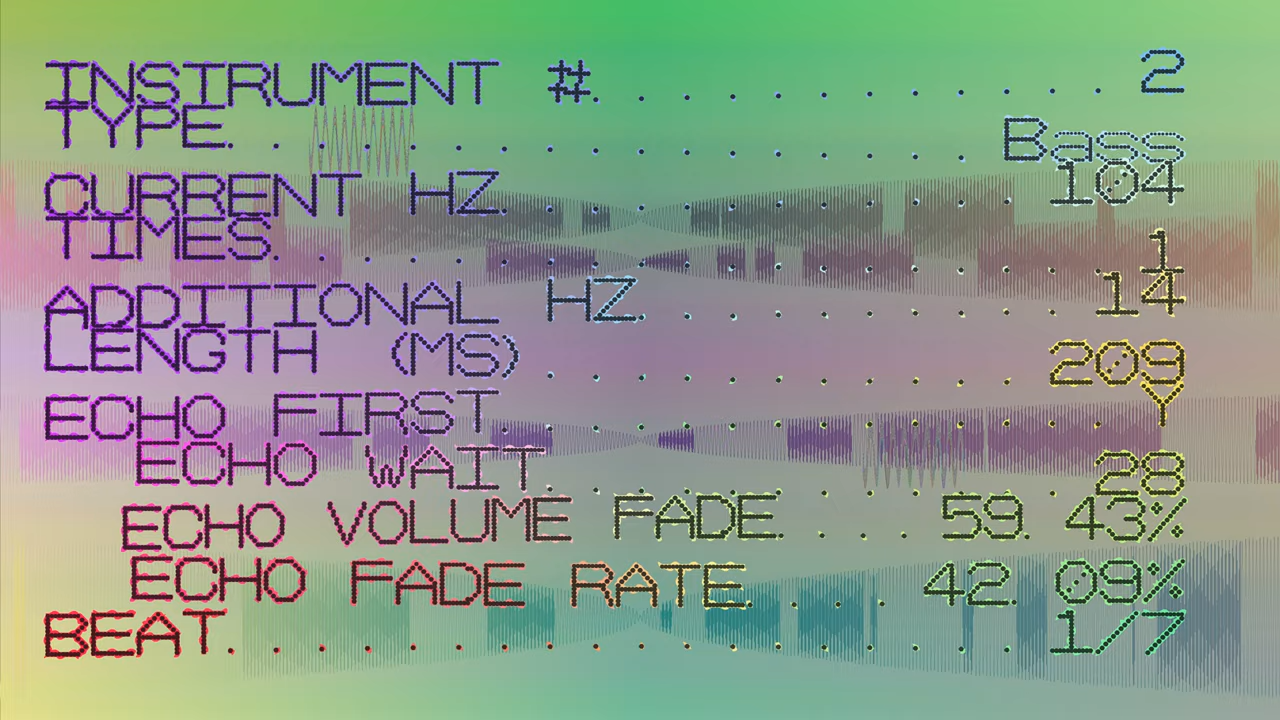 INSTRUMENT #. . . . . . . . . . . . 2
TYPE. . . . . . . . . . . . . . . . . Bass
CURRENT HZ. . . . . . . . . . . . 104
TIMES. . . . . . . . . . . . . . . . . . . 1
ADDITIONAL HZ. . . . . . . . . . 14
LENGTH (MS) . . . . . . . . . . . 209
ECHO FIRST. . . . . . . . . . . . . . Y
ECHO WAIT. . . . . . . . . . . . 28
ECHO VOLUME FADE. . . . 59.43%
ECHO FADE RATE. . . . 42.09%
BEAT. . . . . . . . . . . . . . . . . . 1/7